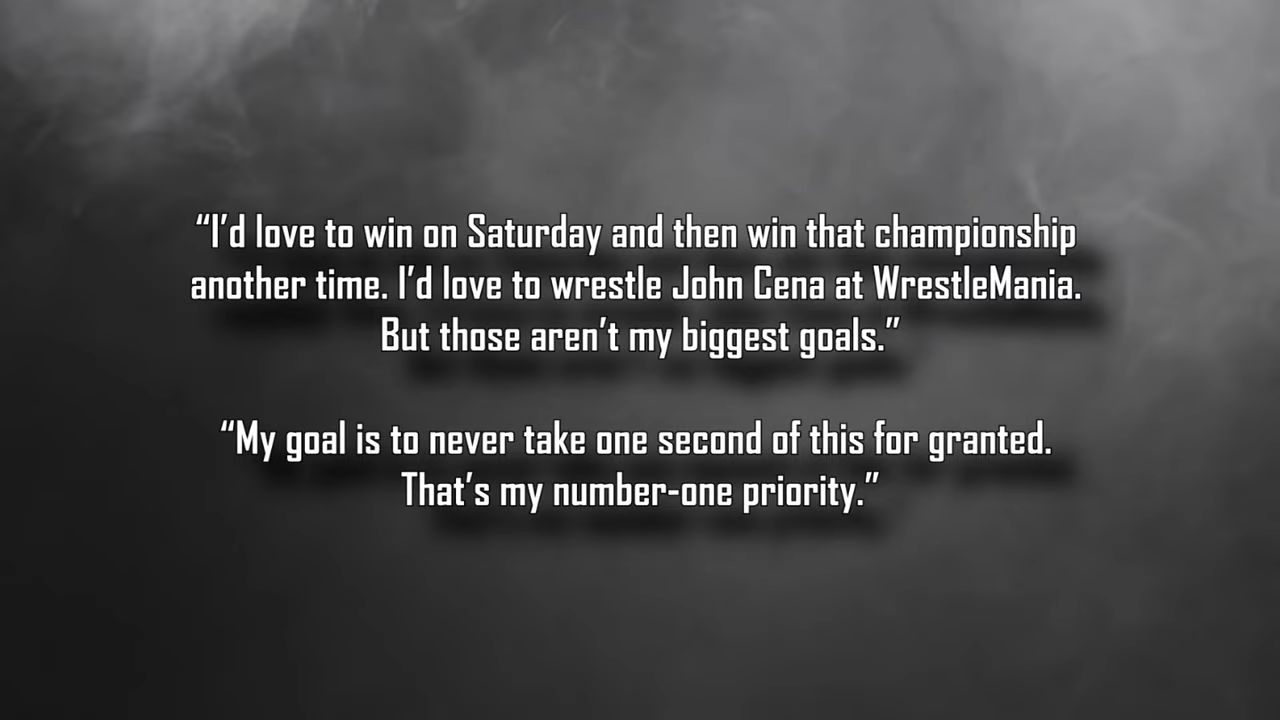 “I’d love to win on Saturday and then win that championship
another time. I’d love to wrestle John Cena at WrestleMania.
But those aren’t my biggest goals.”
“My goal is to never take one second of this for granted.
That’s my number-one priority.”